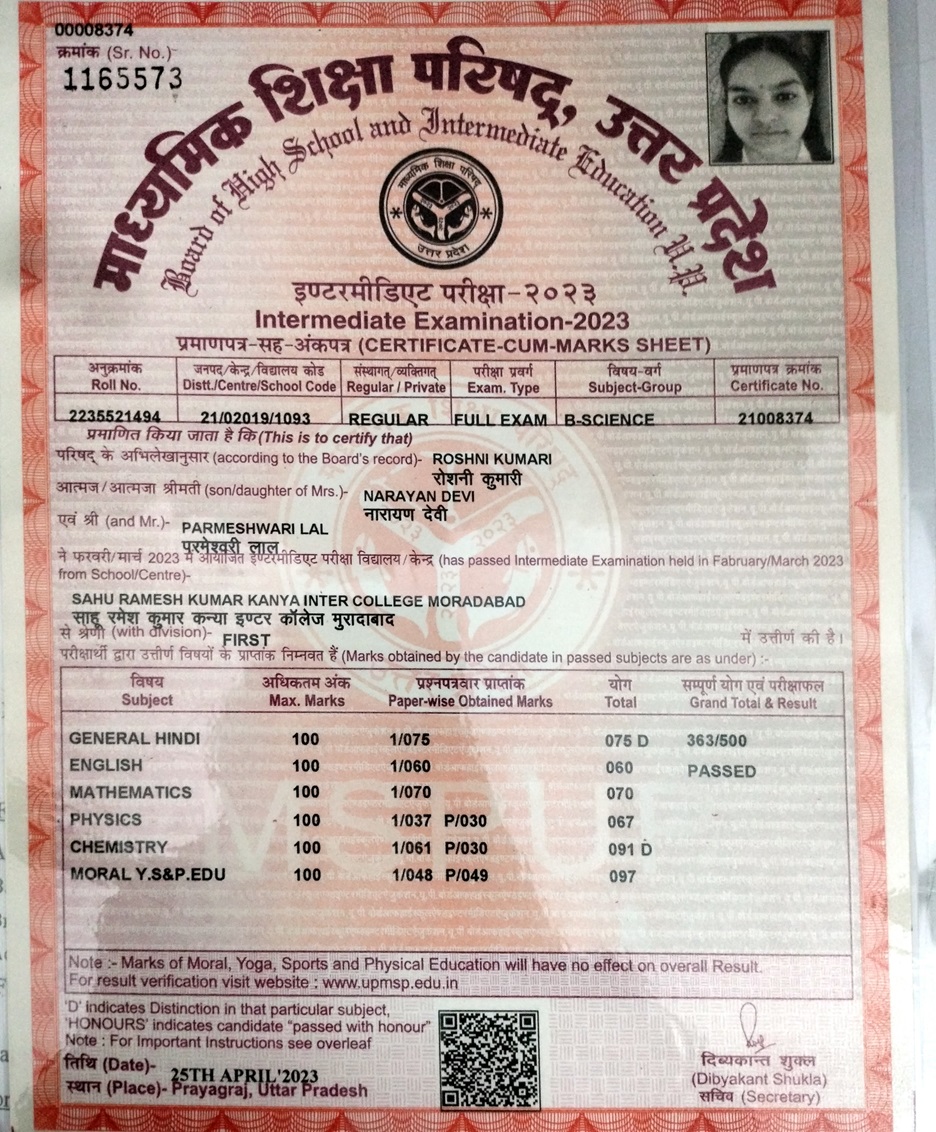 00008374
क्रमांक (Sr. No.)
1165573
माध्यमिक शिक्षा परिषद्, उत्तर प्रदेश
Board of High School and Intermediate Education U.P.
माध्यमिक शिक्षा परिषद्
उत्तर प्रदेश
इण्टरमीडिएट परीक्षा-२०२३
Intermediate Examination-2023
प्रमाणपत्र-सह-अंकपत्र (CERTIFICATE-CUM-MARKS SHEET)
अनुक्रमांक जनपद/केन्द्र/विद्यालय कोड संस्थागत/व्यक्तिगत परीक्षा प्रवर्ग विषय-वर्ग प्रमाणपत्र क्रमांक
Roll No. Distt./Centre/School Code Regular / Private Exam. Type Subject-Group Certificate No.
2235521494 21/02019/1093 REGULAR FULL EXAM B-SCIENCE 21008374
प्रमाणित किया जाता है कि (This is to certify that)
परिषद् के अभिलेखानुसार (according to the Board's record)- ROSHNI KUMARI
रोशनी कुमारी
आत्मज/आत्मजा श्रीमती (son/daughter of Mrs.)- NARAYAN DEVI
नारायण देवी
एवं श्री (and Mr.)- PARMESHWARI LAL
परमेश्वरी लाल
ने फरवरी/मार्च 2023 में आयोजित इण्टरमीडिएट परीक्षा विद्यालय/केन्द्र (has passed Intermediate Examination held in Fabruary/March 2023
from School/Centre)-
SAHU RAMESH KUMAR KANYA INTER COLLEGE MORADABAD
साहू रमेश कुमार कन्या इण्टर कॉलेज मुरादाबाद
से श्रेणी (with division)- FIRST में उत्तीर्ण की है।
परीक्षार्थी द्वारा उत्तीर्ण विषयों के प्राप्तांक निम्नवत हैं (Marks obtained by the candidate in passed subjects are as under) :-
विषय अधिकतम अंक प्रश्नपत्रवार प्राप्तांक योग सम्पूर्ण योग एवं परीक्षाफल
Subject Max. Marks Paper-wise Obtained Marks Total Grand Total & Result
GENERAL HINDI 100 1/075 075 D 363/500
ENGLISH 100 1/060 060 PASSED
MATHEMATICS 100 1/070 070
PHYSICS 100 1/037 P/030 067
CHEMISTRY 100 1/061 P/030 091 D
MORAL Y.S&P.EDU 100 1/048 P/049 097
Note :- Marks of Moral, Yoga, Sports and Physical Education will have no effect on overall Result.
For result verification visit website : www.upmsp.edu.in
'D' indicates Distinction in that particular subject,
'HONOURS' indicates candidate "passed with honour"
Note : For Important Instructions see overleaf
तिथि (Date)- 25TH APRIL'2023
स्थान (Place)- Prayagraj, Uttar Pradesh
दिब्यकान्त शुक्ल
(Dibyakant Shukla)
सचिव (Secretary)